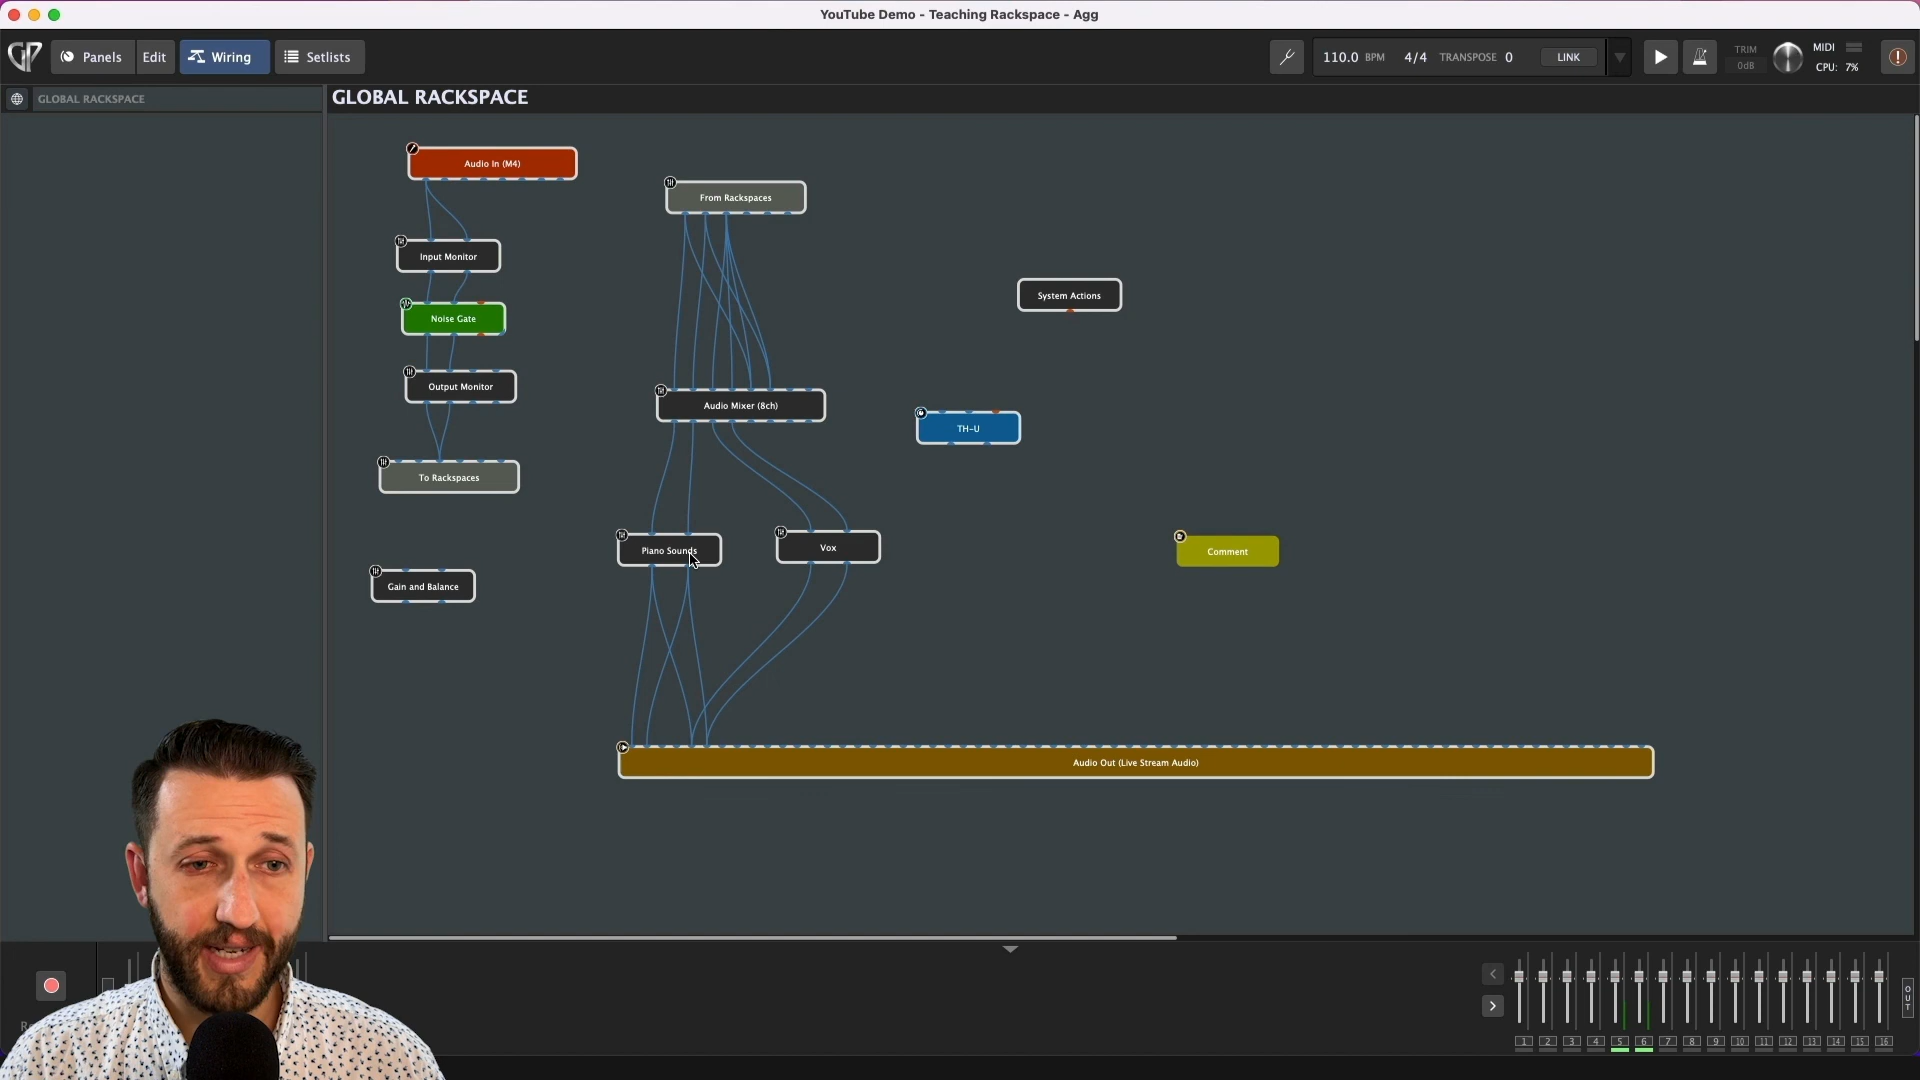 YouTube Demo - Teaching Rackspace - Agg
Panels
Edit
Wiring
Setlists
110.0 BPM 4/4 TRANSPOSE 0 LINK
TRIM
0dB
MIDI
CPU: 7%
GLOBAL RACKSPACE
GLOBAL RACKSPACE
Audio In (M4)
From Rackspaces
Input Monitor
System Actions
Noise Gate
Output Monitor
Audio Mixer (8ch)
TH-U
To Rackspaces
Piano Sounds
Vox
Comment
Gain and Balance
Audio Out (Live Stream Audio)
OUT
1 2 3 4 5 6 7 8 9 10 11 12 13 14 15 16